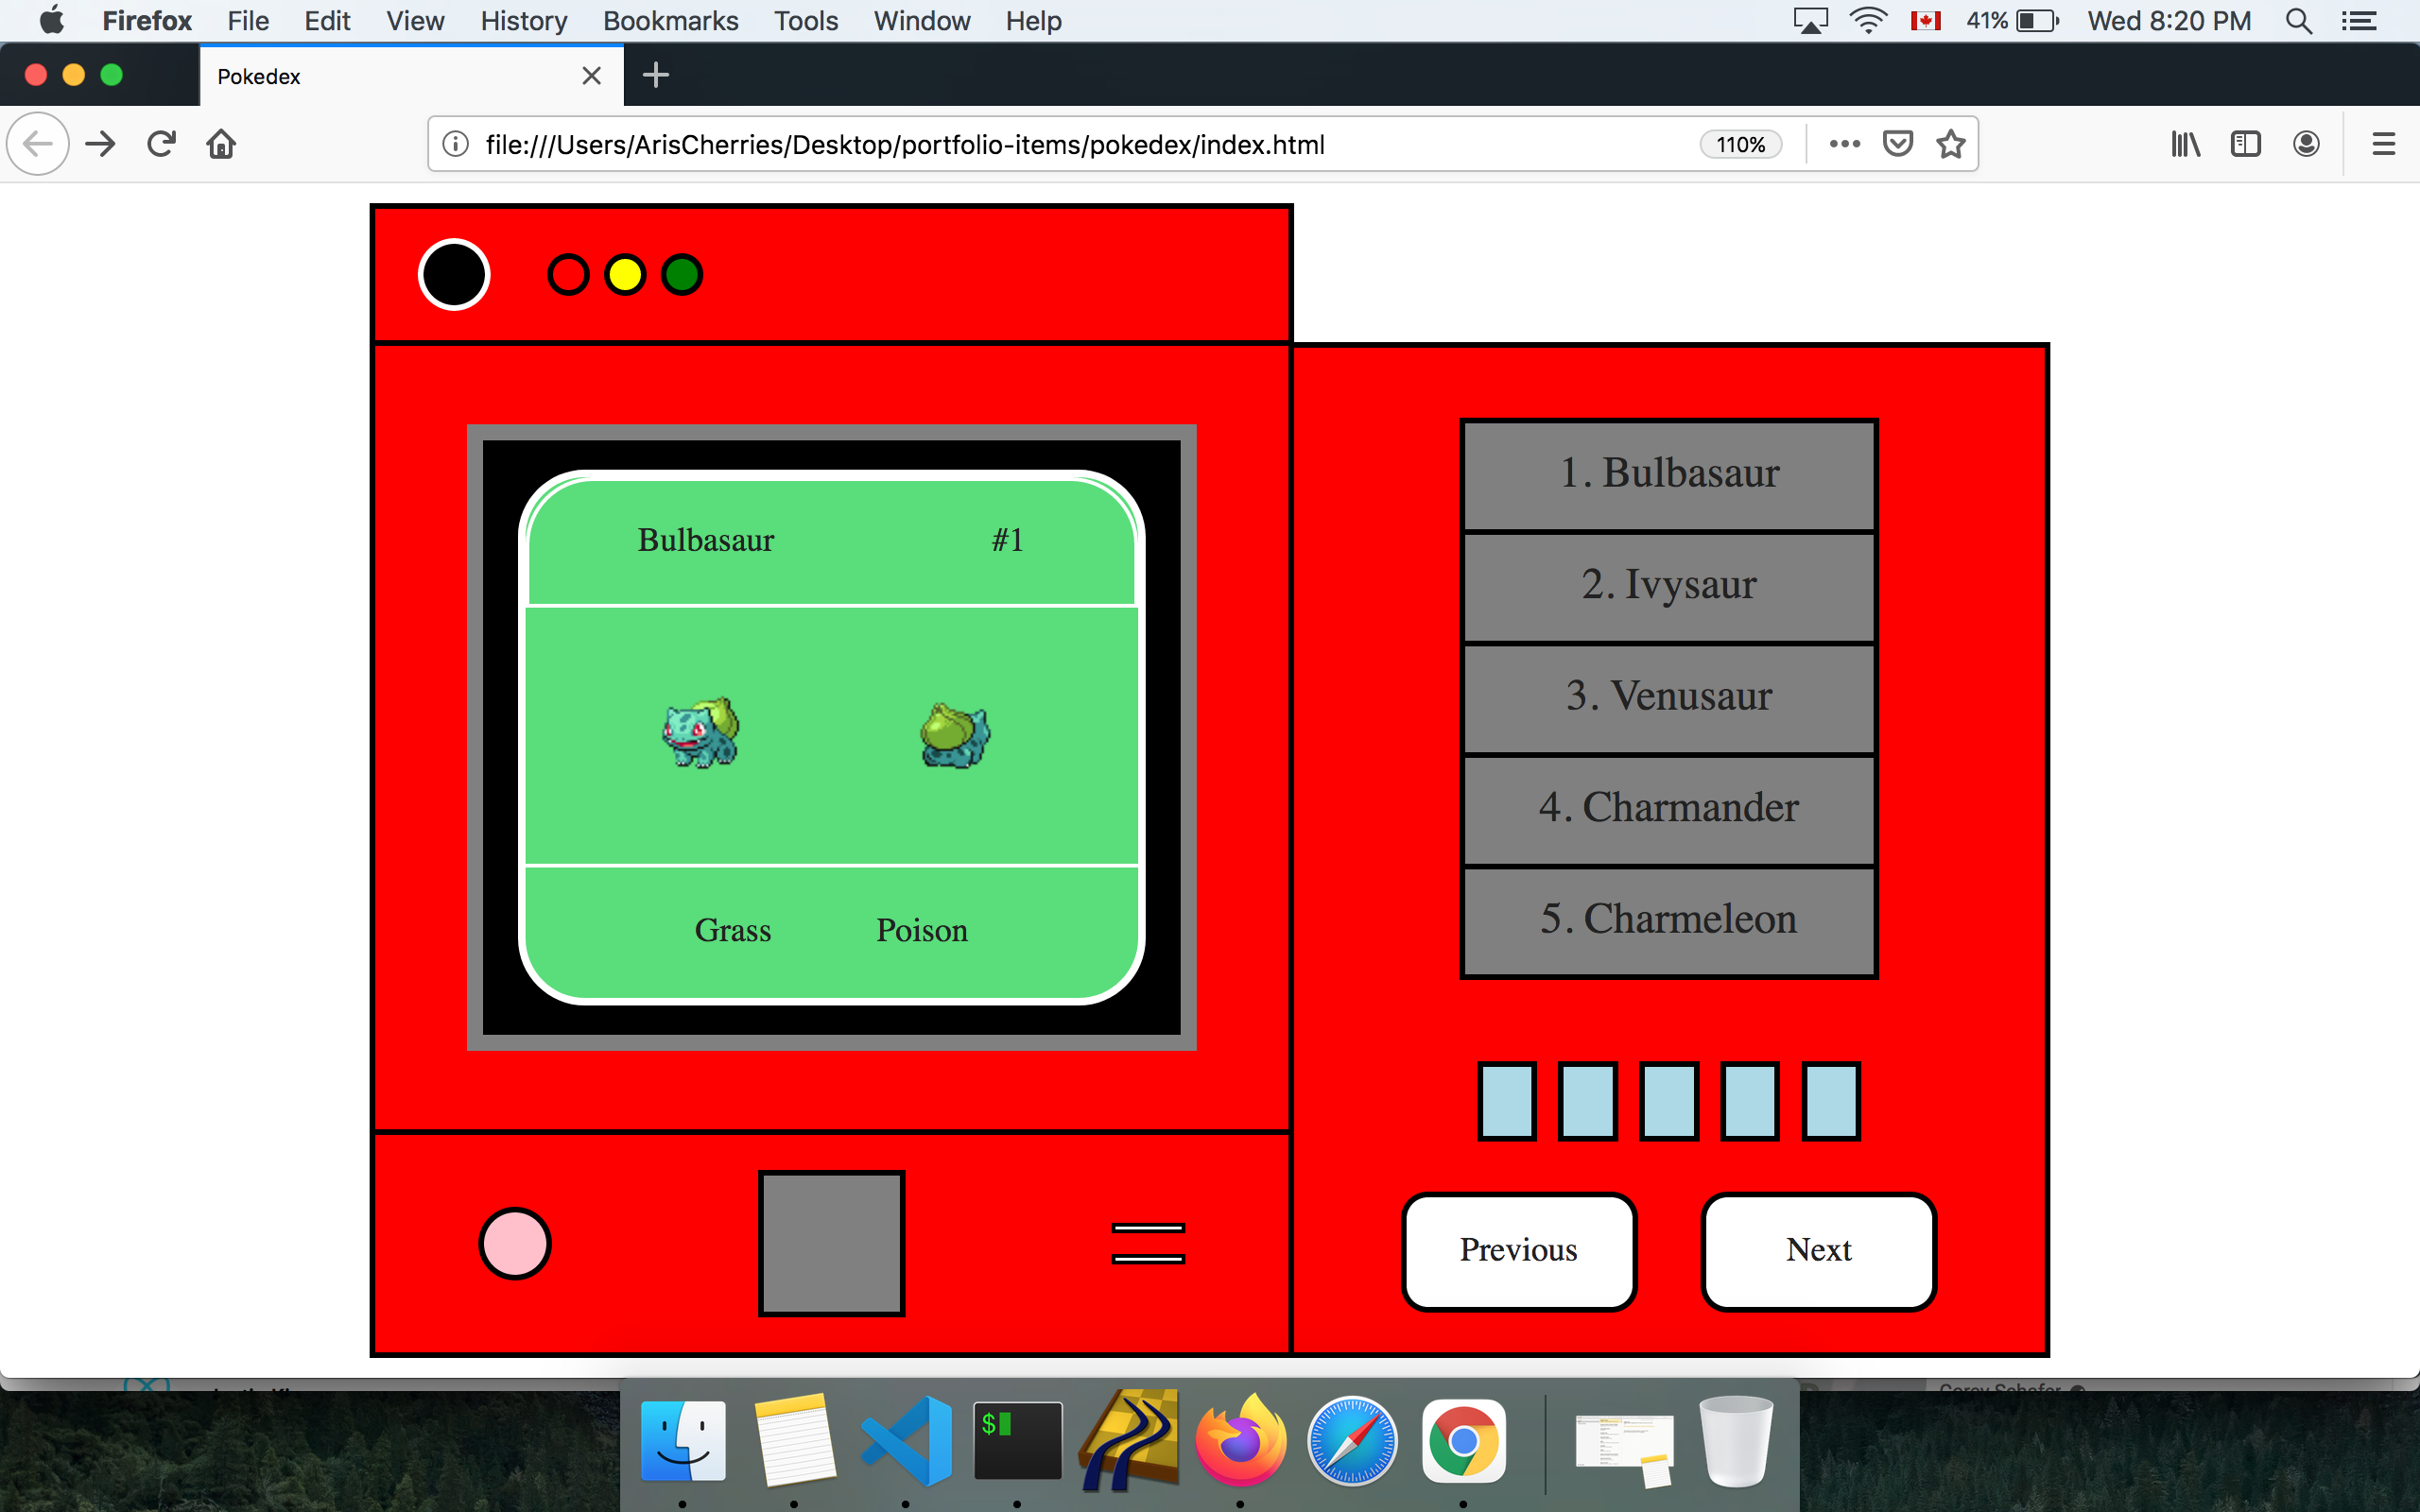 Firefox File Edit View History Bookmarks Tools Window Help 41% Wed 8:20 PM
Pokedex
file:///Users/ArisCherries/Desktop/portfolio-items/pokedex/index.html 110%
Bulbasaur #1
Grass Poison
1. Bulbasaur
2. Ivysaur
3. Venusaur
4. Charmander
5. Charmeleon
Previous Next
Corey Schafer
$